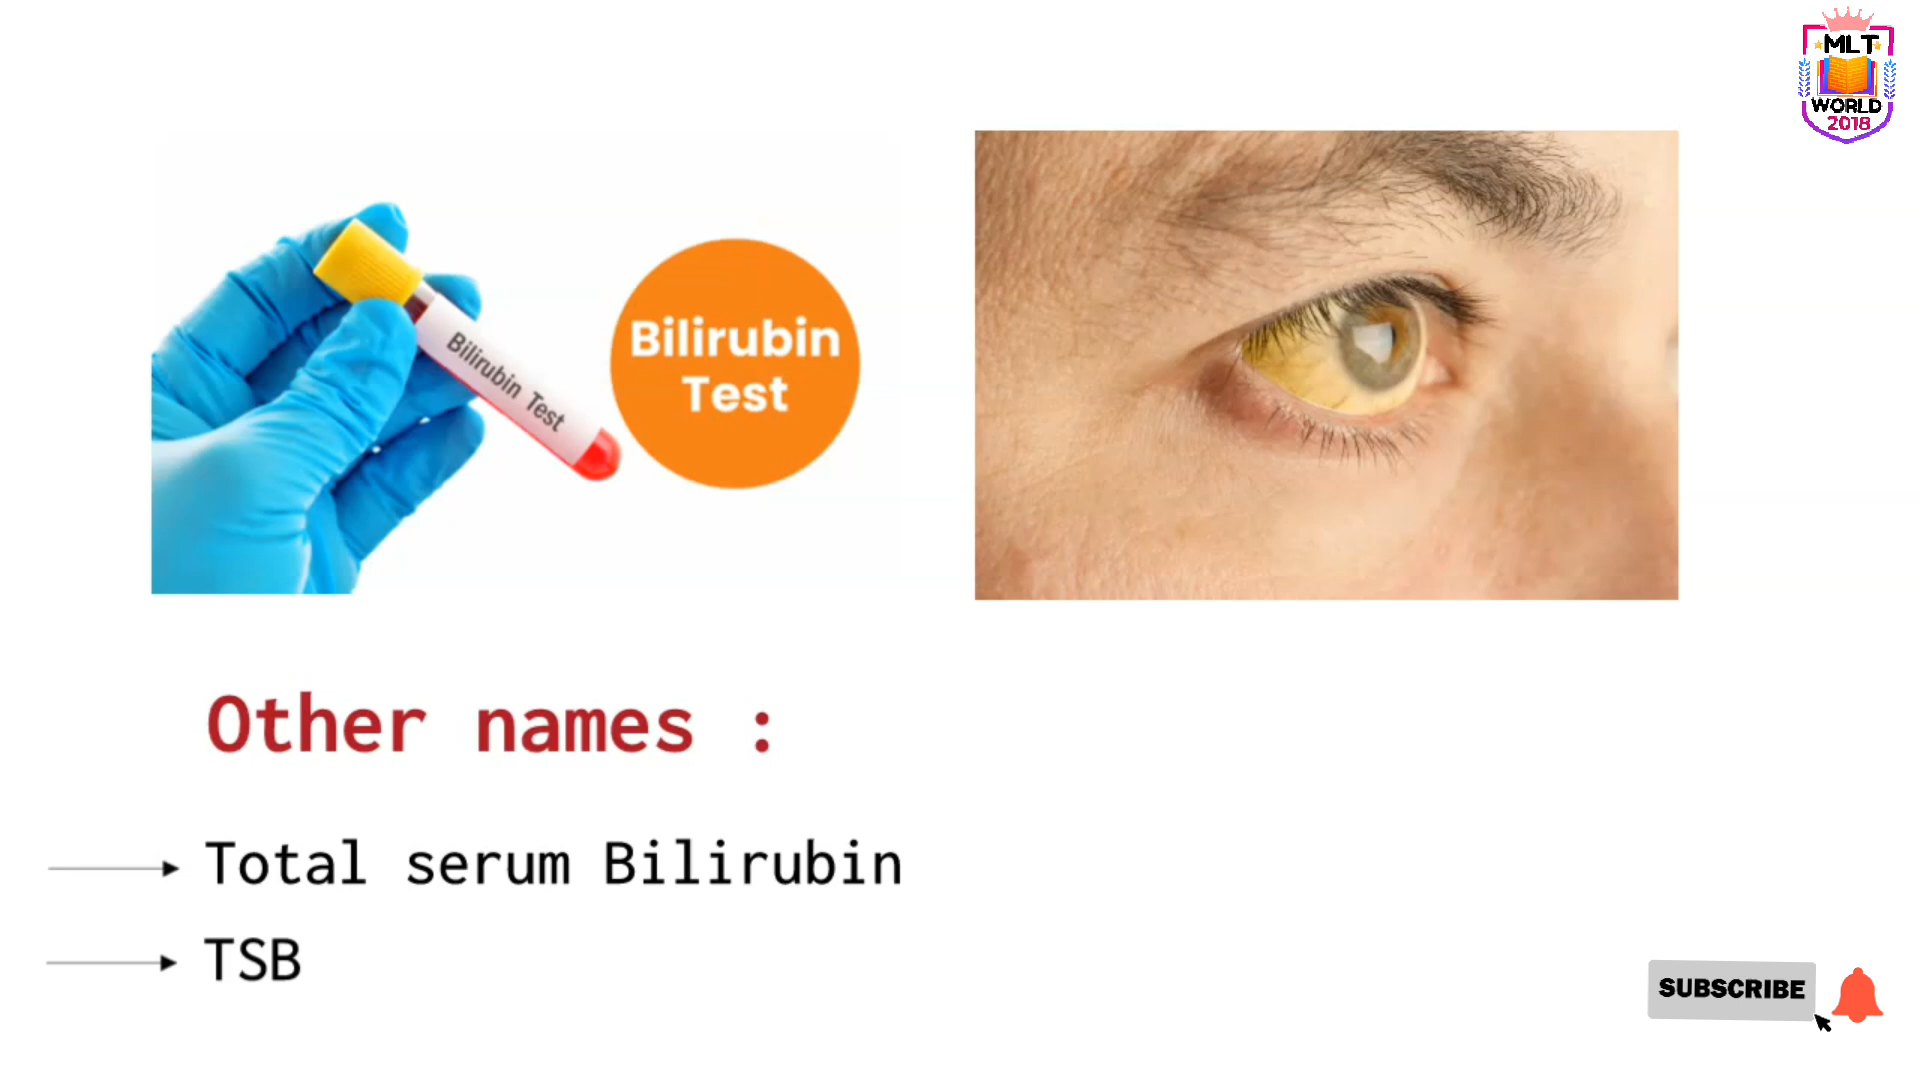 MLT
WORLD
2018
Bilirubin Test
Bilirubin
Test
Other names :
Total serum Bilirubin
TSB
SUBSCRIBE